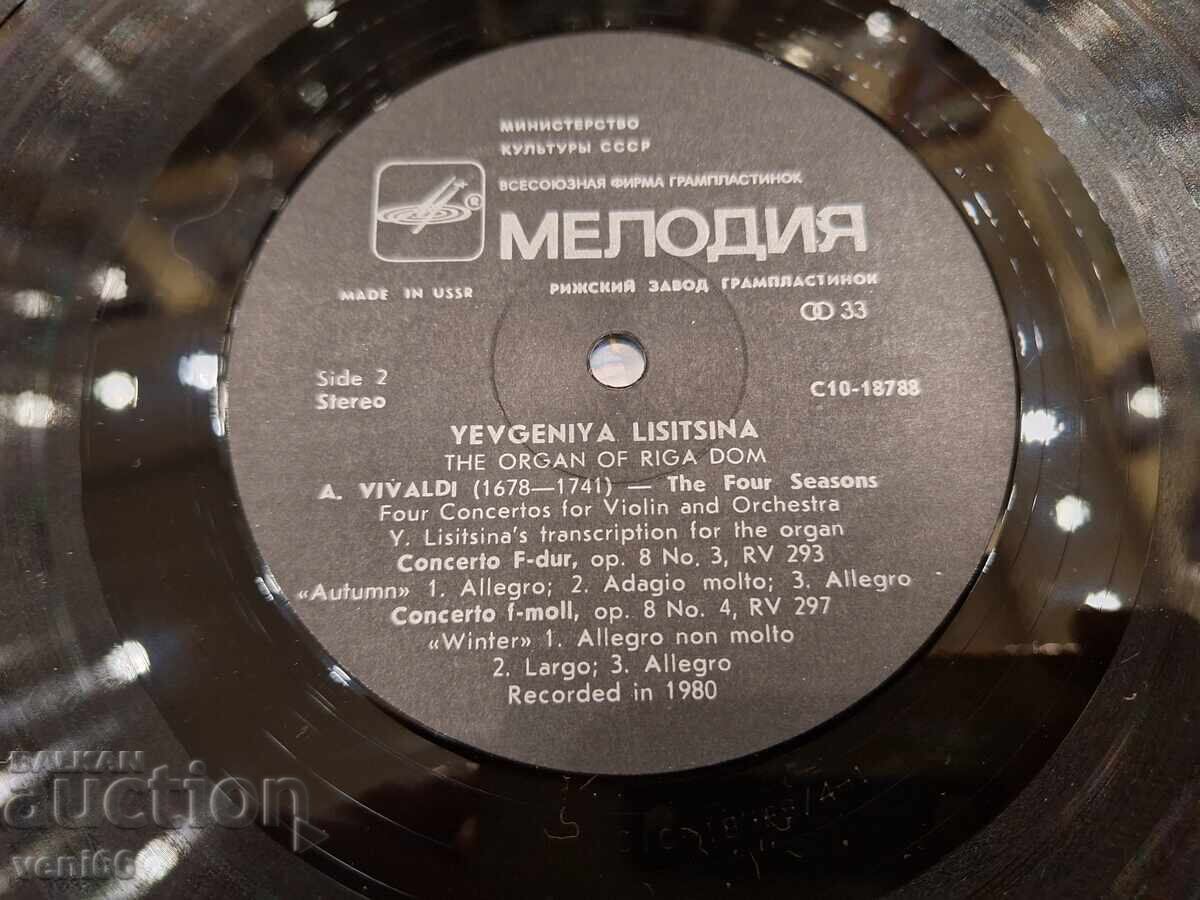 МИНИСТЕРСТВО
КУЛЬТУРЫ СССР
ВСЕСОЮЗНАЯ ФИРМА ГРАМПЛАСТИНОК
МЕЛОДИЯ
MADE IN USSR
РИЖСКИЙ ЗАВОД ГРАМПЛАСТИНОК
33
Side 2
Stereo
С10-18788
YEVGENIYA LISITSINA
THE ORGAN OF RIGA DOM
A. VIVALDI (1678—1741) — The Four Seasons
Four Concertos for Violin and Orchestra
Y. Lisitsina's transcription for the organ
Concerto F-dur, op. 8 No. 3, RV 293
«Autumn» 1. Allegro; 2. Adagio molto; 3. Allegro
Concerto f-moll, op. 8 No. 4, RV 297
«Winter» 1. Allegro non molto
2. Largo; 3. Allegro
Recorded in 1980
BALKAN
auction
veni66